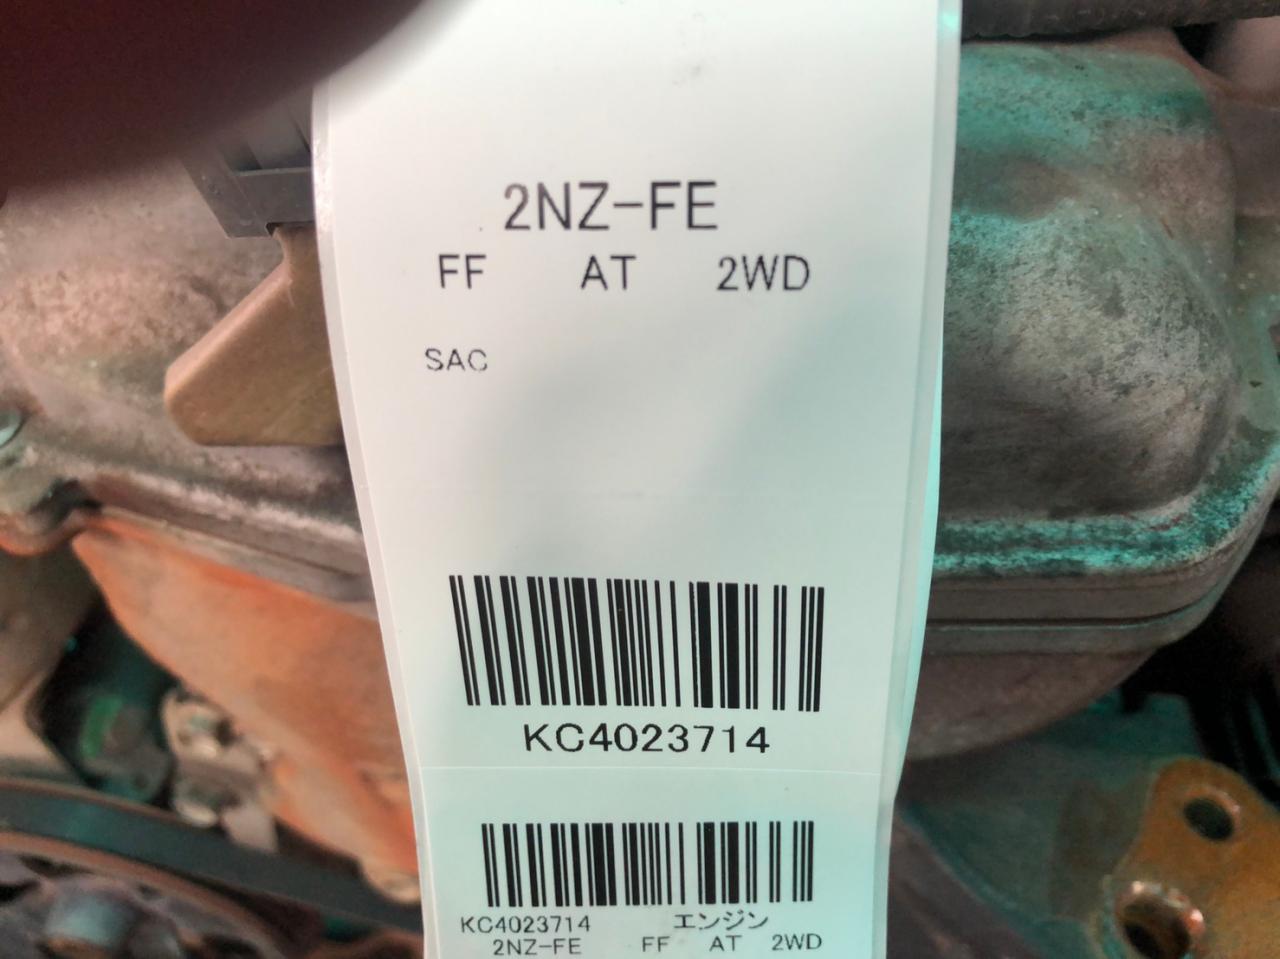 2NZ-FE
FF AT 2WD
SAC
KC4023714
KC4023714 エンジン
2NZ-FE FF AT 2WD